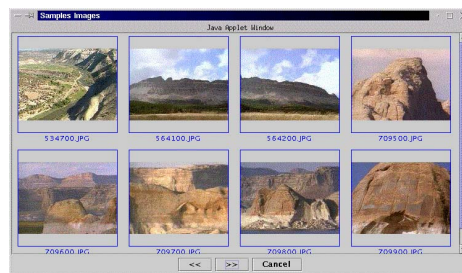 Samples Images
Java Applet Window
534700.JPG 564100.JPG 564200.JPG 709500.JPG
709600.JPG 709700.JPG 709800.JPG 709900.JPG
<< >> Cancel